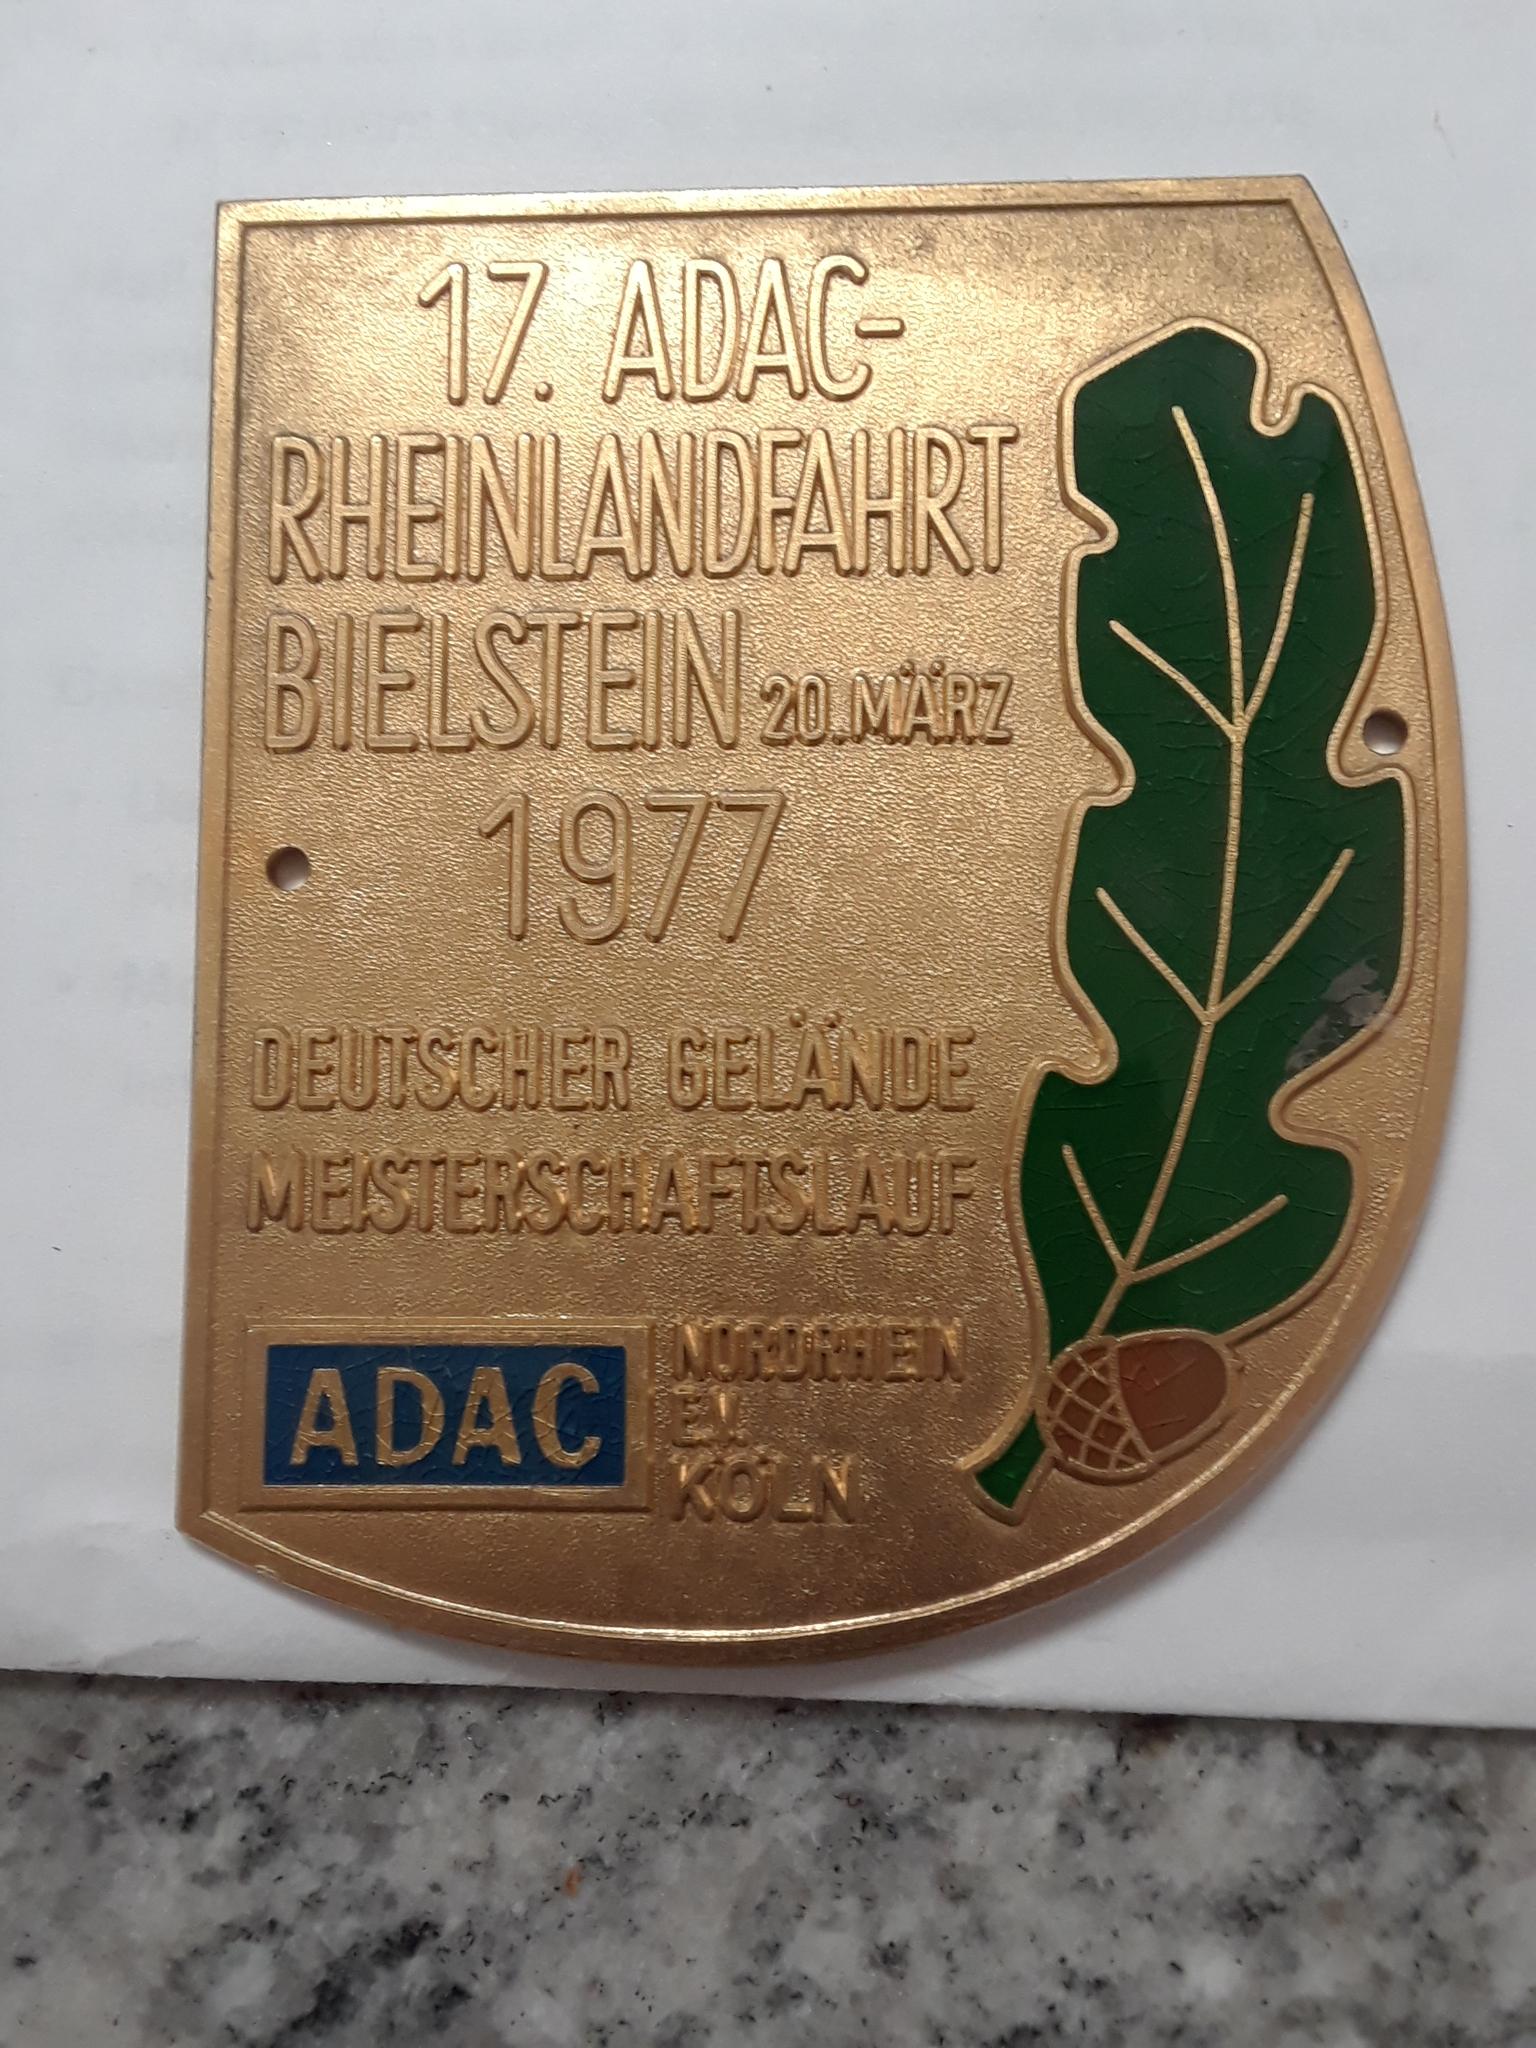 17. ADAC-
RHEINLANDFAHRT
BIELSTEIN 20. MÄRZ
1977
DEUTSCHER GELÄNDE
MEISTERSCHAFTSLAUF
ADAC
NORDRHEIN
E.V.
KÖLN